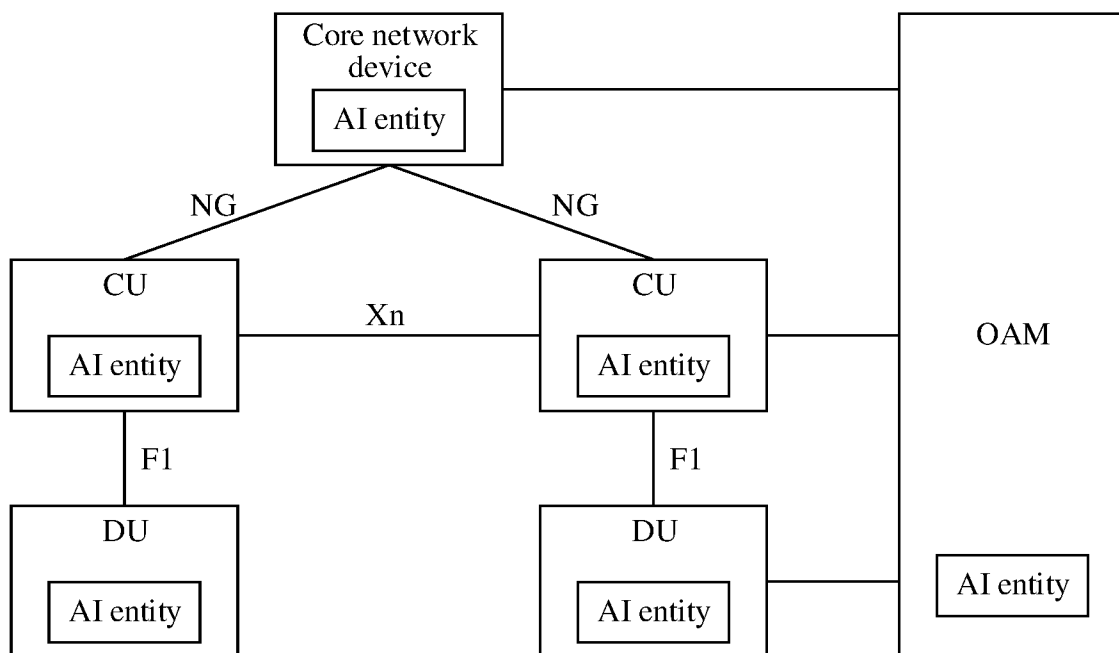 Core network
device
AI entity
NG
NG
CU
CU
Xn
OAM
AI entity
AI entity
F1
F1
DU
DU
AI entity
AI entity
AI entity